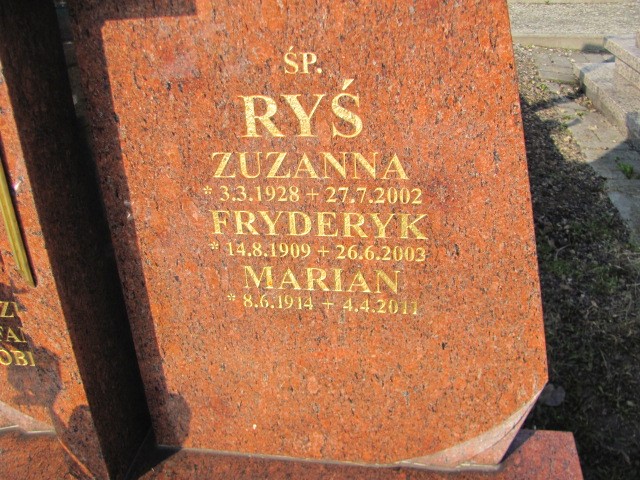 ŚP.
RYŚ
ZUZANNA
* 3.3.1928 + 27.7.2002
FRYDERYK
* 14.8.1909 + 26.6.2003
MARIAN
* 8.6.1914 + 4.4.2011